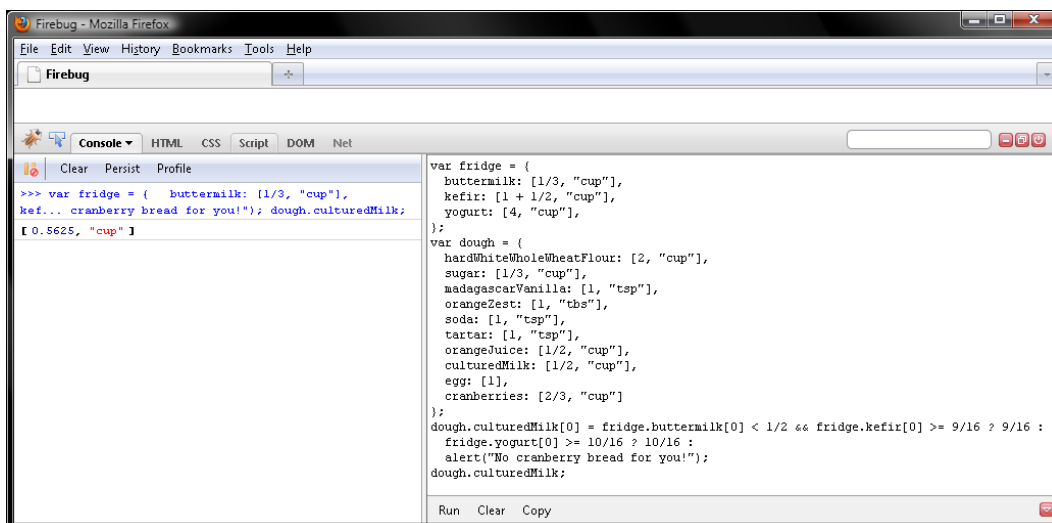 Firebug - Mozilla Firefox
File Edit View History Bookmarks Tools Help
Firebug
Console HTML CSS Script DOM Net
Clear Persist Profile
>>> var fridge = {   buttermilk: [1/3, "cup"],
kef... cranberry bread for you!"); dough.culturedMilk;
[ 0.5625, "cup" ]
var fridge = {
  buttermilk: [1/3, "cup"],
  kefir: [1 + 1/2, "cup"],
  yogurt: [4, "cup"],
};
var dough = {
  hardWhiteWholeWheatFlour: [2, "cup"],
  sugar: [1/3, "cup"],
  madagascarVanilla: [1, "tsp"],
  orangeZest: [1, "tbs"],
  soda: [1, "tsp"],
  tartar: [1, "tsp"],
  orangeJuice: [1/2, "cup"],
  culturedMilk: [1/2, "cup"],
  egg: [1],
  cranberries: [2/3, "cup"]
};
dough.culturedMilk[0] = fridge.buttermilk[0] < 1/2 && fridge.kefir[0] >= 9/16 ? 9/16 :
  fridge.yogurt[0] >= 10/16 ? 10/16 :
  alert("No cranberry bread for you!");
dough.culturedMilk;
Run Clear Copy